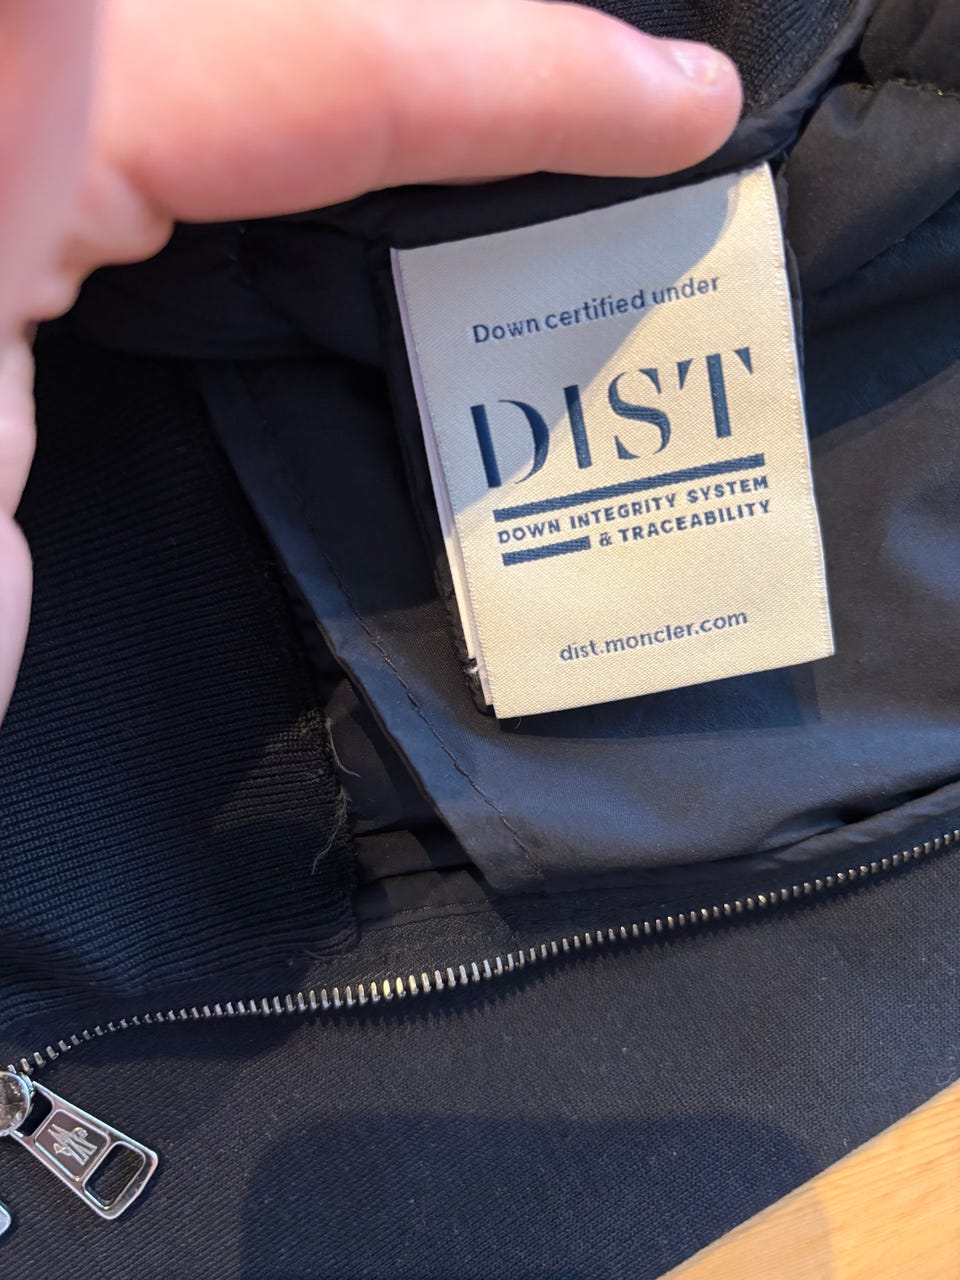 Down certified under
DIST
DOWN INTEGRITY SYSTEM
& TRACEABILITY
dist.moncler.com